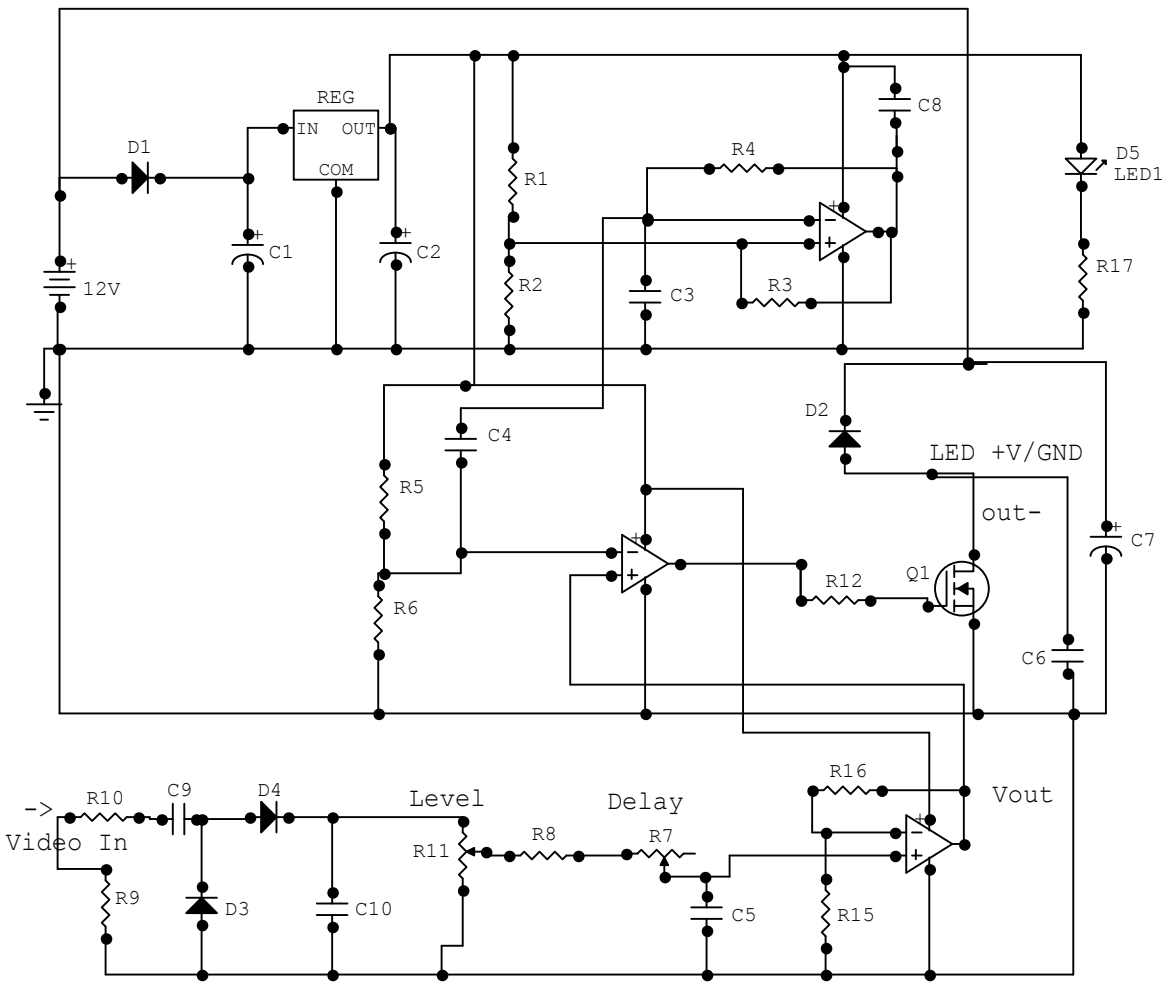 REG
IN OUT
COM
C8
D1
R4
D5
LED1
R1
+
C1
+
C2
R2
R3
C3
R17
+
12V
D2
C4
LED +V/GND
R5
out-
+
C7
Q1
R12
R6
C6
R16
Vout
->
Video In
R10
C9
D4
Level
Delay
R11
R8
R7
R9
D3
C10
C5
R15